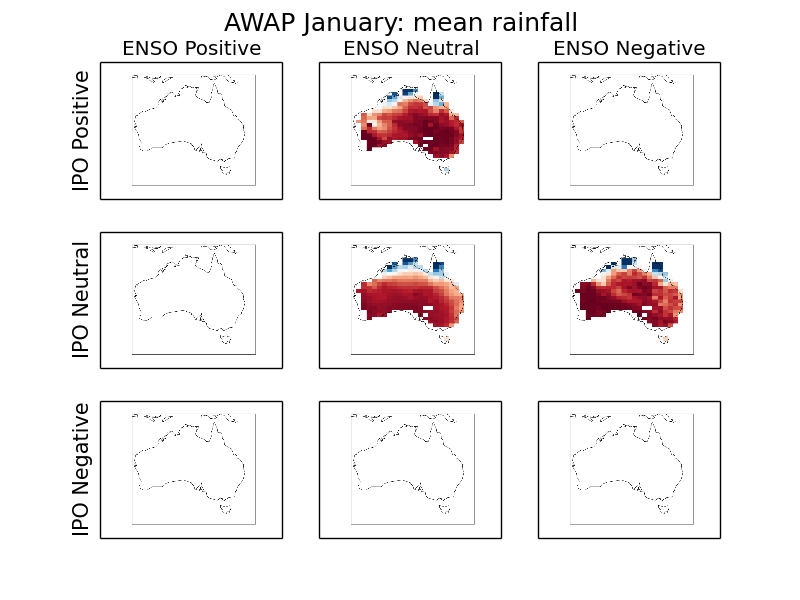 AWAP January: mean rainfall
ENSO Positive
ENSO Neutral
ENSO Negative
IPO Positive
IPO Neutral
IPO Negative